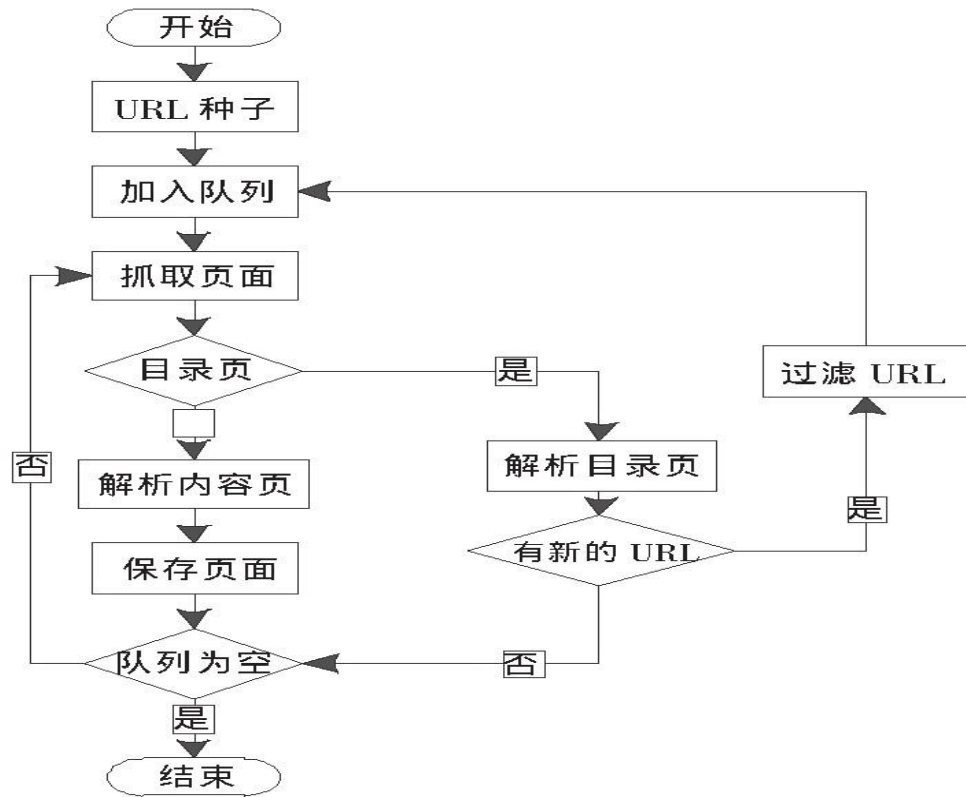 开始
URL 种子
加入队列
抓取页面
目录页
是
过滤 URL
否
解析内容页
解析目录页
是
保存页面
有新的 URL
队列为空
否
是
结束